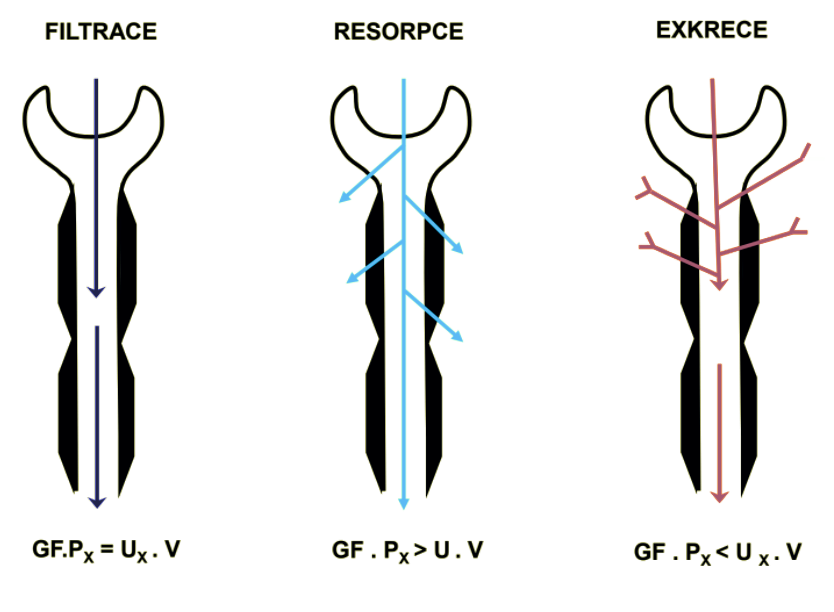 FILTRACE
RESORPCE
EXKRECE
GF.PX = UX . V
GF . PX > U . V
GF . PX < U X . V